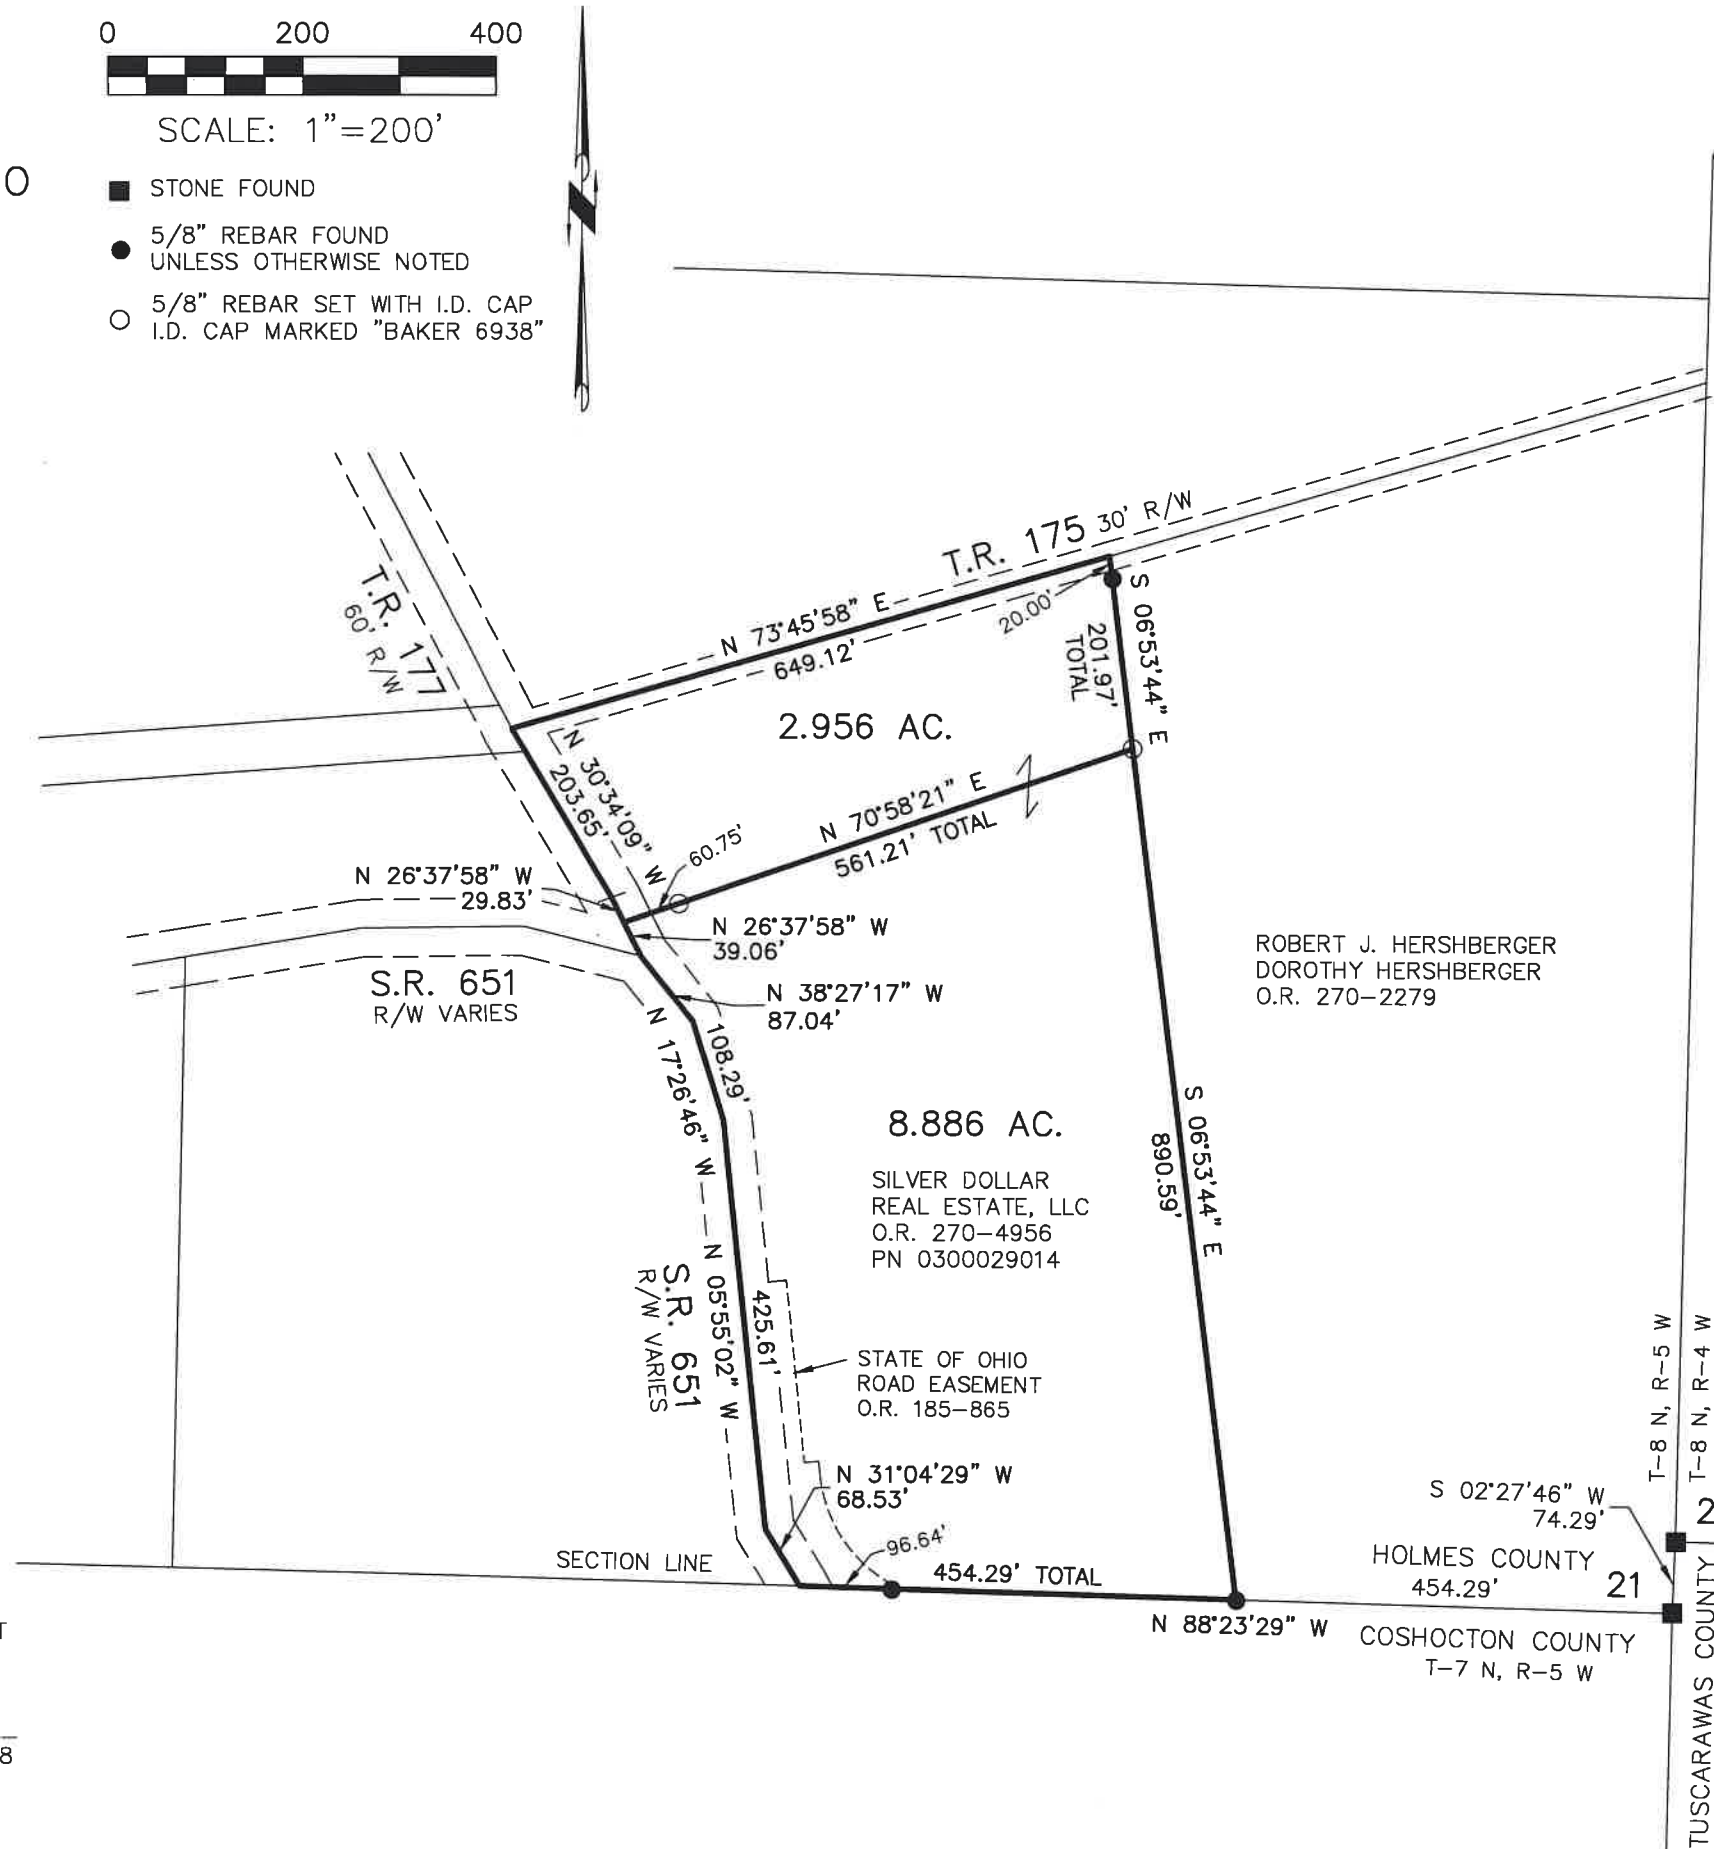 0 200 400
SCALE: 1"=200'
O
STONE FOUND
5/8" REBAR FOUND
UNLESS OTHERWISE NOTED
5/8" REBAR SET WITH I.D. CAP
I.D. CAP MARKED "BAKER 6938"
T.R. 175 30' R/W
T.R. 177
60' R/W
N 73°45'58" E
649.12'
20.00'
S 06°53'44" E
201.97'
TOTAL
2.956 AC.
N 30°34'09" W
203.65'
N 70°58'21" E
561.21' TOTAL
60.75'
N 26°37'58" W
29.83'
N 26°37'58" W
39.06'
S.R. 651
R/W VARIES
N 38°27'17" W
87.04'
ROBERT J. HERSHBERGER
DOROTHY HERSHBERGER
O.R. 270-2279
N 17°26'46" W
108.29'
8.886 AC.
SILVER DOLLAR
REAL ESTATE, LLC
O.R. 270-4956
PN 0300029014
S 06°53'44" E
890.59'
N 05°55'02" W
425.61'
S.R. 651
R/W VARIES
STATE OF OHIO
ROAD EASEMENT
O.R. 185-865
N 31°04'29" W
68.53'
96.64'
SECTION LINE
454.29' TOTAL
N 88°23'29" W
T-8 N, R-5 W
T-8 N, R-4 W
S 02°27'46" W
74.29'
2
HOLMES COUNTY
454.29'
21
COSHOCTON COUNTY
T-7 N, R-5 W
TUSCARAWAS COUNTY
T
8